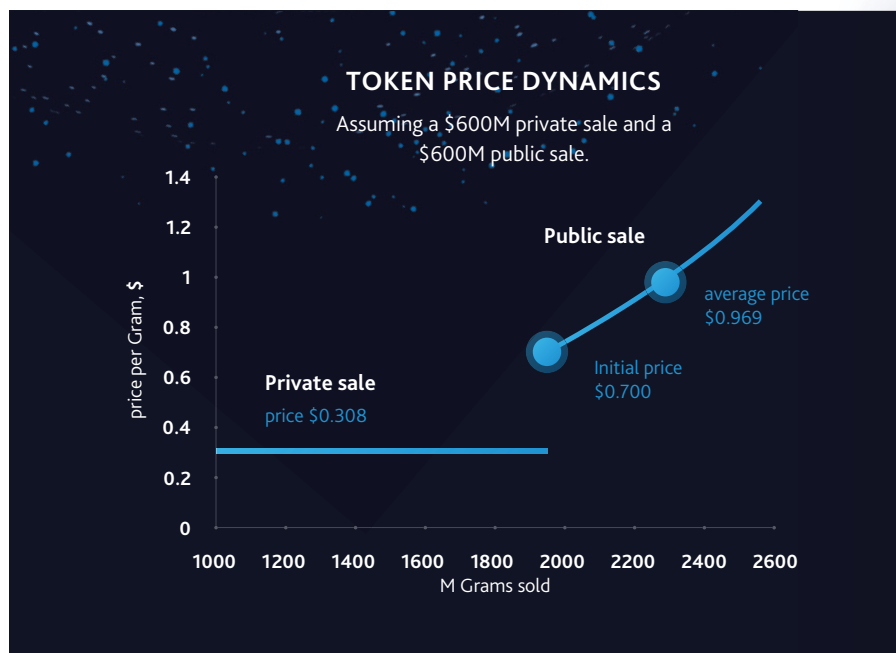 TOKEN PRICE DYNAMICS
Assuming a $600M private sale and a
$600M public sale.
1.4
1.2
1
0.8
0.6
0.4
0.2
0
price per Gram, $
Public sale
average price
$0.969
Initial price
$0.700
Private sale
price $0.308
1000 1200 1400 1600 1800 2000 2200 2400 2600
M Grams sold